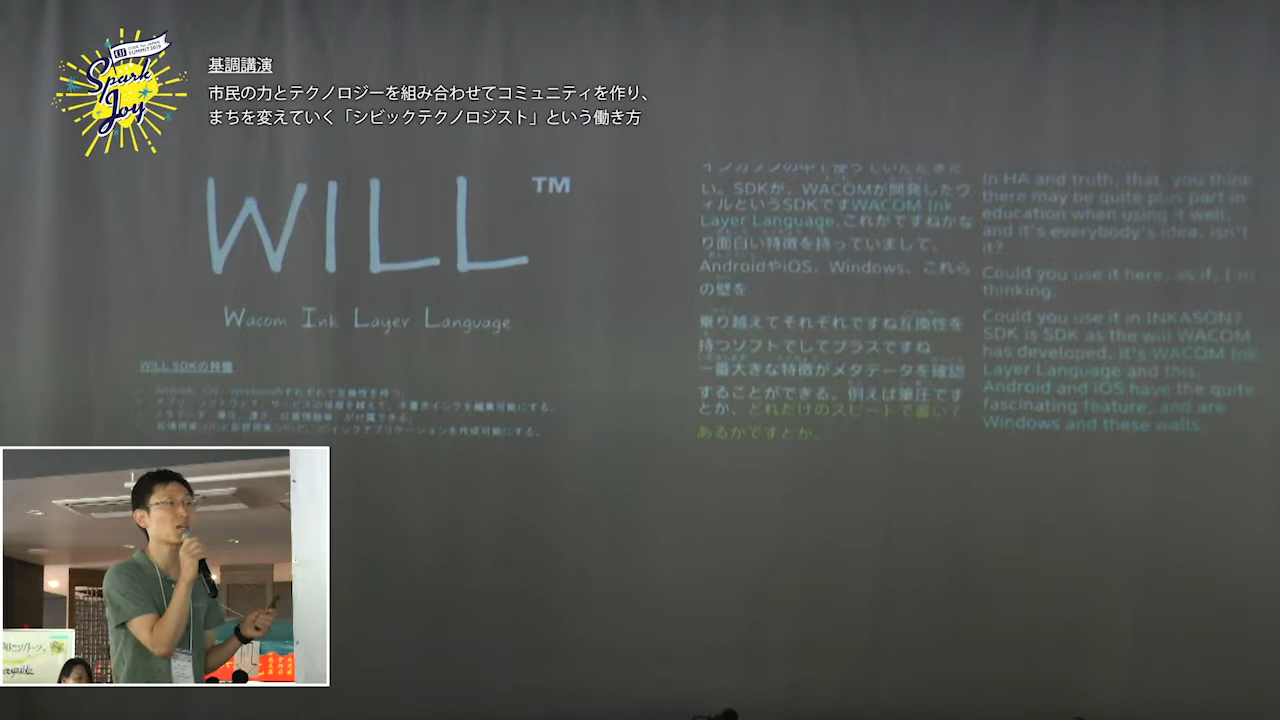 CODE for JAPAN
SUMMIT 2019
Spark
Joy
基調講演
市民の力とテクノロジーを組み合わせてコミュニティを作り、
まちを変えていく「シビックテクノロジスト」という働き方
WILL™
Wacom Ink Layer Language
WILL SDKの特徴
い。SDKが、WACOMが開発したウ
ィルというSDKですWACOM Ink
Layer Language,これがですねかな
り面白い特徴を持っていまして、
AndroidやiOS、Windows、これら
の壁を
乗り越えてそれぞれですね互換性を
持つソフトでしてプラスですね
一番大きな特徴がメタデータを確認
することができる。例えば筆圧です
とか、どれだけのスピードで書いて
あるかですとか、
In HA and truth, that, you think
there may be quite plus part in
education when using it well,
and it's everybody's idea. Isn't
it?
Could you use it here, as if, I'm
thinking.
Could you use it in INKASON?
SDK is SDK as the will WACOM
has developed, it's WACOM Ink
Layer Language and this,
Android and iOS have the quite
fascinating feature, and are
Windows and these walls.